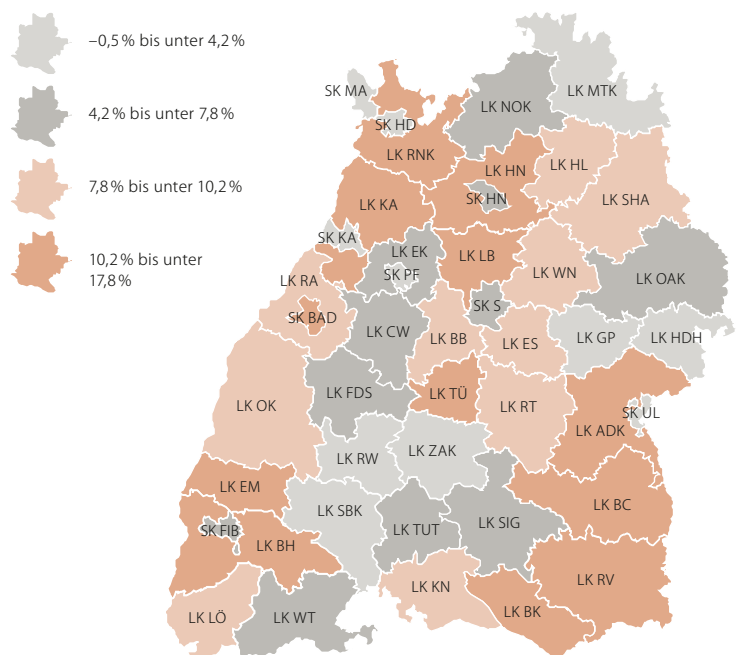 –0,5 % bis unter 4,2 %
4,2 % bis unter 7,8 %
7,8 % bis unter 10,2 %
10,2 % bis unter
17,8 %
SK MA
LK MTK
LK NOK
SK HD
LK RNK
LK HN
LK HL
SK HN
LK SHA
LK KA
SK KA
LK EK
LK LB
LK WN
LK OAK
LK RA
SK PF
SK S
SK BAD
LK CW
LK BB
LK ES
LK GP
LK HDH
LK FDS
LK TÜ
LK RT
LK OK
SK UL
LK ADK
LK RW
LK ZAK
LK EM
LK SBK
LK BC
SK FIB
LK BH
LK TUT
LK SIG
LK KN
LK RV
LK LÖ
LK WT
LK BK